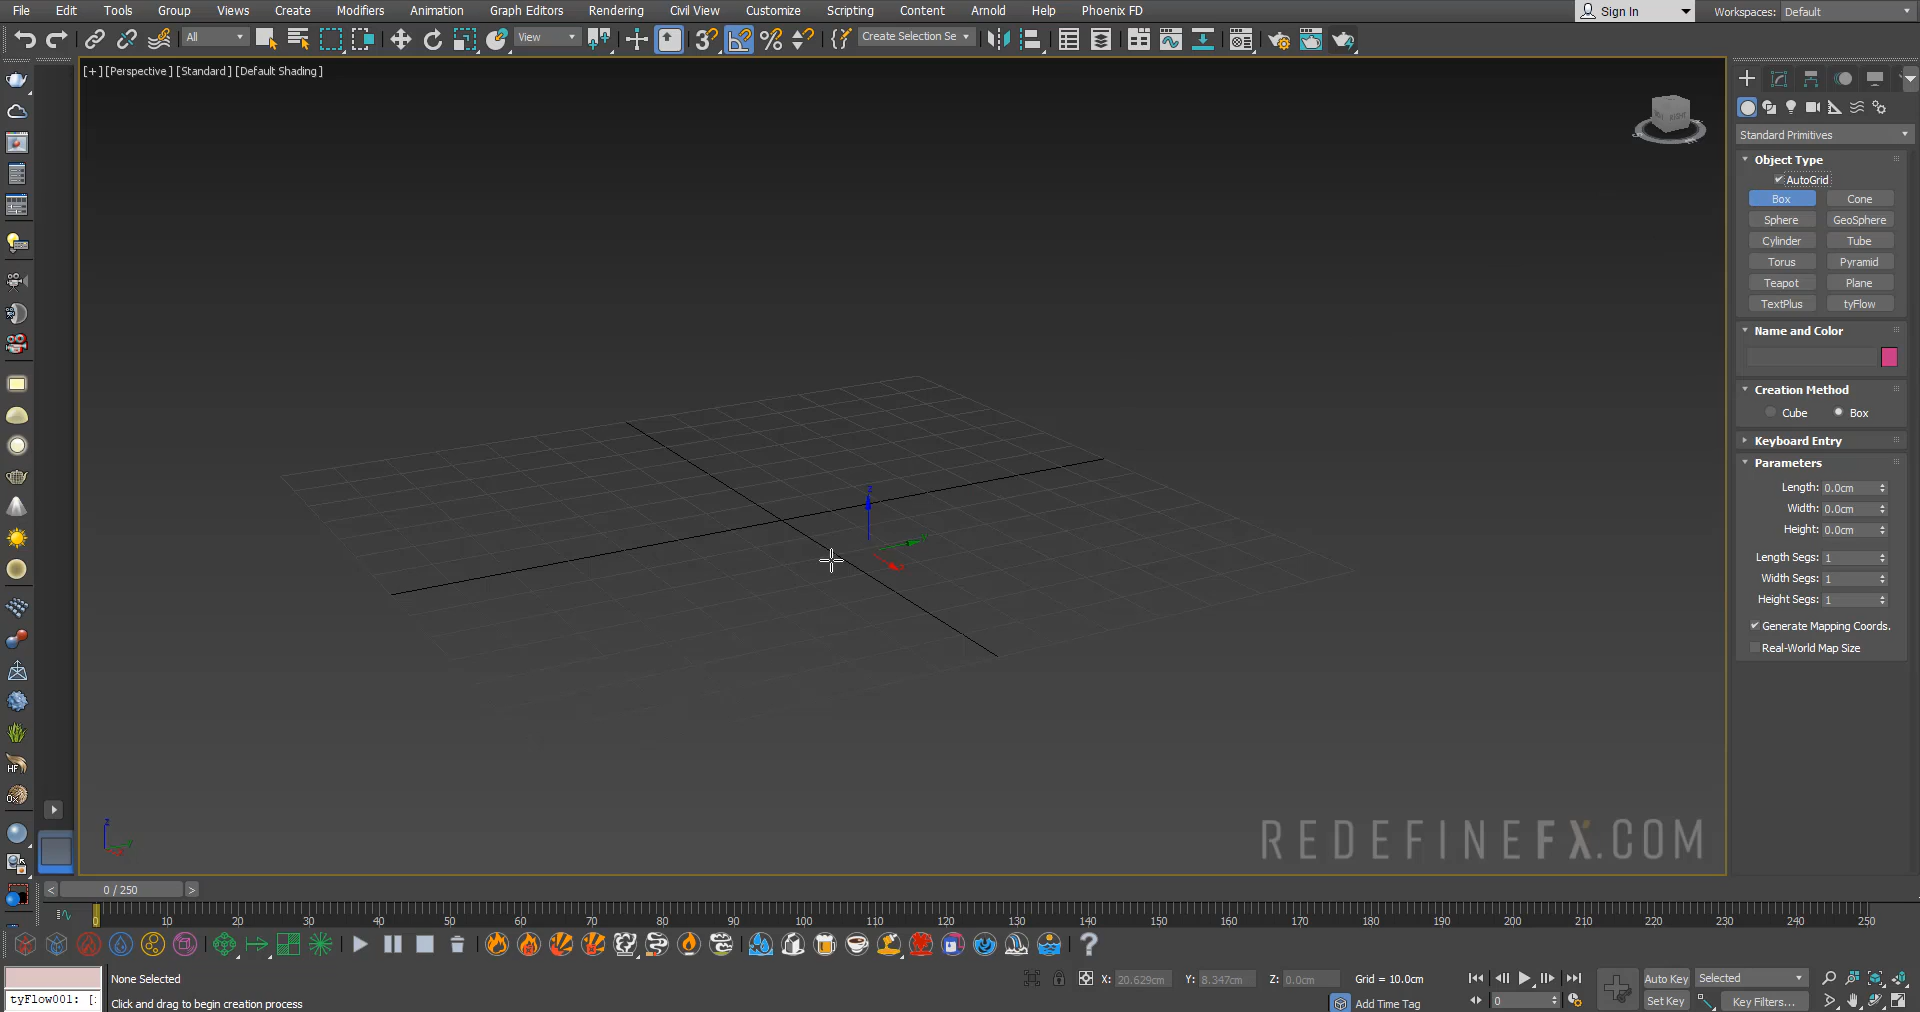 File Edit Tools Group Views Create Modifiers Animation Graph Editors Rendering Civil View Customize Scripting Content Arnold Help Phoenix FD Sign In Workspaces: Default
All View Create Selection Se
[+] [Perspective] [Standard] [Default Shading]
Standard Primitives
Object Type
AutoGrid
Box Cone
Sphere GeoSphere
Cylinder Tube
Torus Pyramid
Teapot Plane
TextPlus tyFlow
Name and Color
Creation Method
Cube Box
Keyboard Entry
Parameters
Length: 0.0cm
Width: 0.0cm
Height: 0.0cm
Length Segs: 1
Width Segs: 1
Height Segs: 1
Generate Mapping Coords.
Real-World Map Size
z
HF
z
REDEFINEFX.COM
< 0 / 250 >
0 10 20 30 40 50 60 70 80 90 100 110 120 130 140 150 160 170 180 190 200 210 220 230 240 250
None Selected X: 20.629cm Y: 8.347cm Z: 0.0cm Grid = 10.0cm Auto Key Selected
tyFlow001: [ Click and drag to begin creation process Add Time Tag 0 Set Key Key Filters...